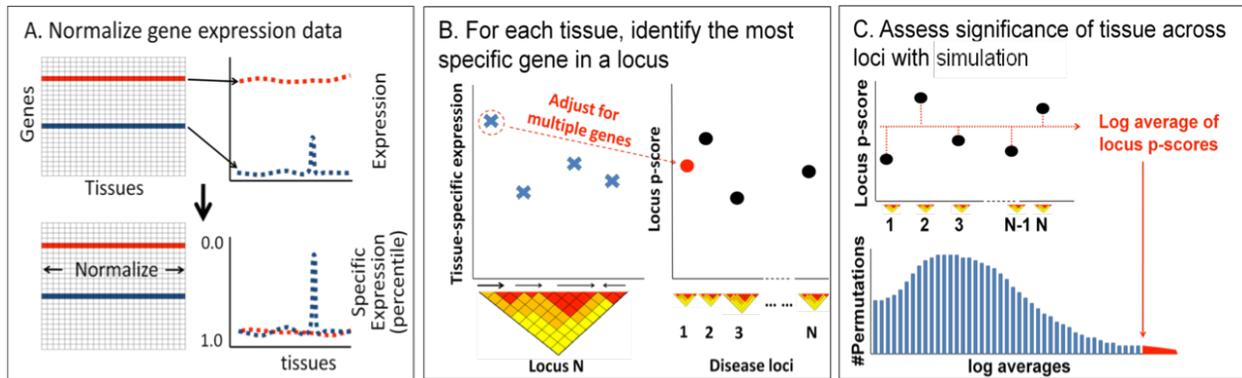 A. Normalize gene expression data
Genes
Tissues
Expression
Normalize
0.0
1.0
Specific
Expression
(percentile)
tissues
B. For each tissue, identify the most
specific gene in a locus
Tissue-specific expression
Adjust for
multiple genes
Locus p-score
1 2 3 ... ... N
Locus N
Disease loci
C. Assess significance of tissue across
loci with simulation
Locus p-score
Log average of
locus p-scores
1 2 3 N-1 N
#Permutations
log averages